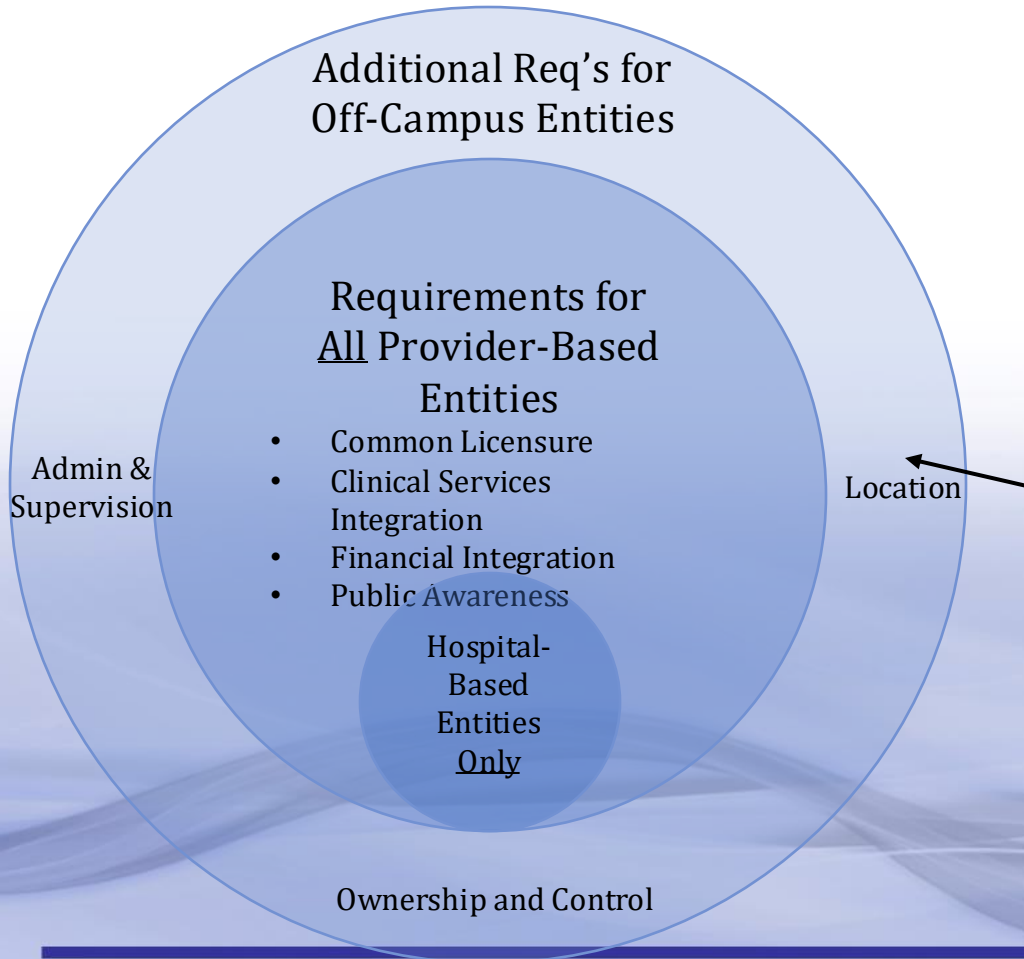 Additional Req’s for
Off-Campus Entities
Requirements for
All Provider-Based
Entities
• Common Licensure
• Clinical Services
Integration
• Financial Integration
• Public Awareness
Admin &
Supervision
Location
Hospital-
Based
Entities
Only
Ownership and Control